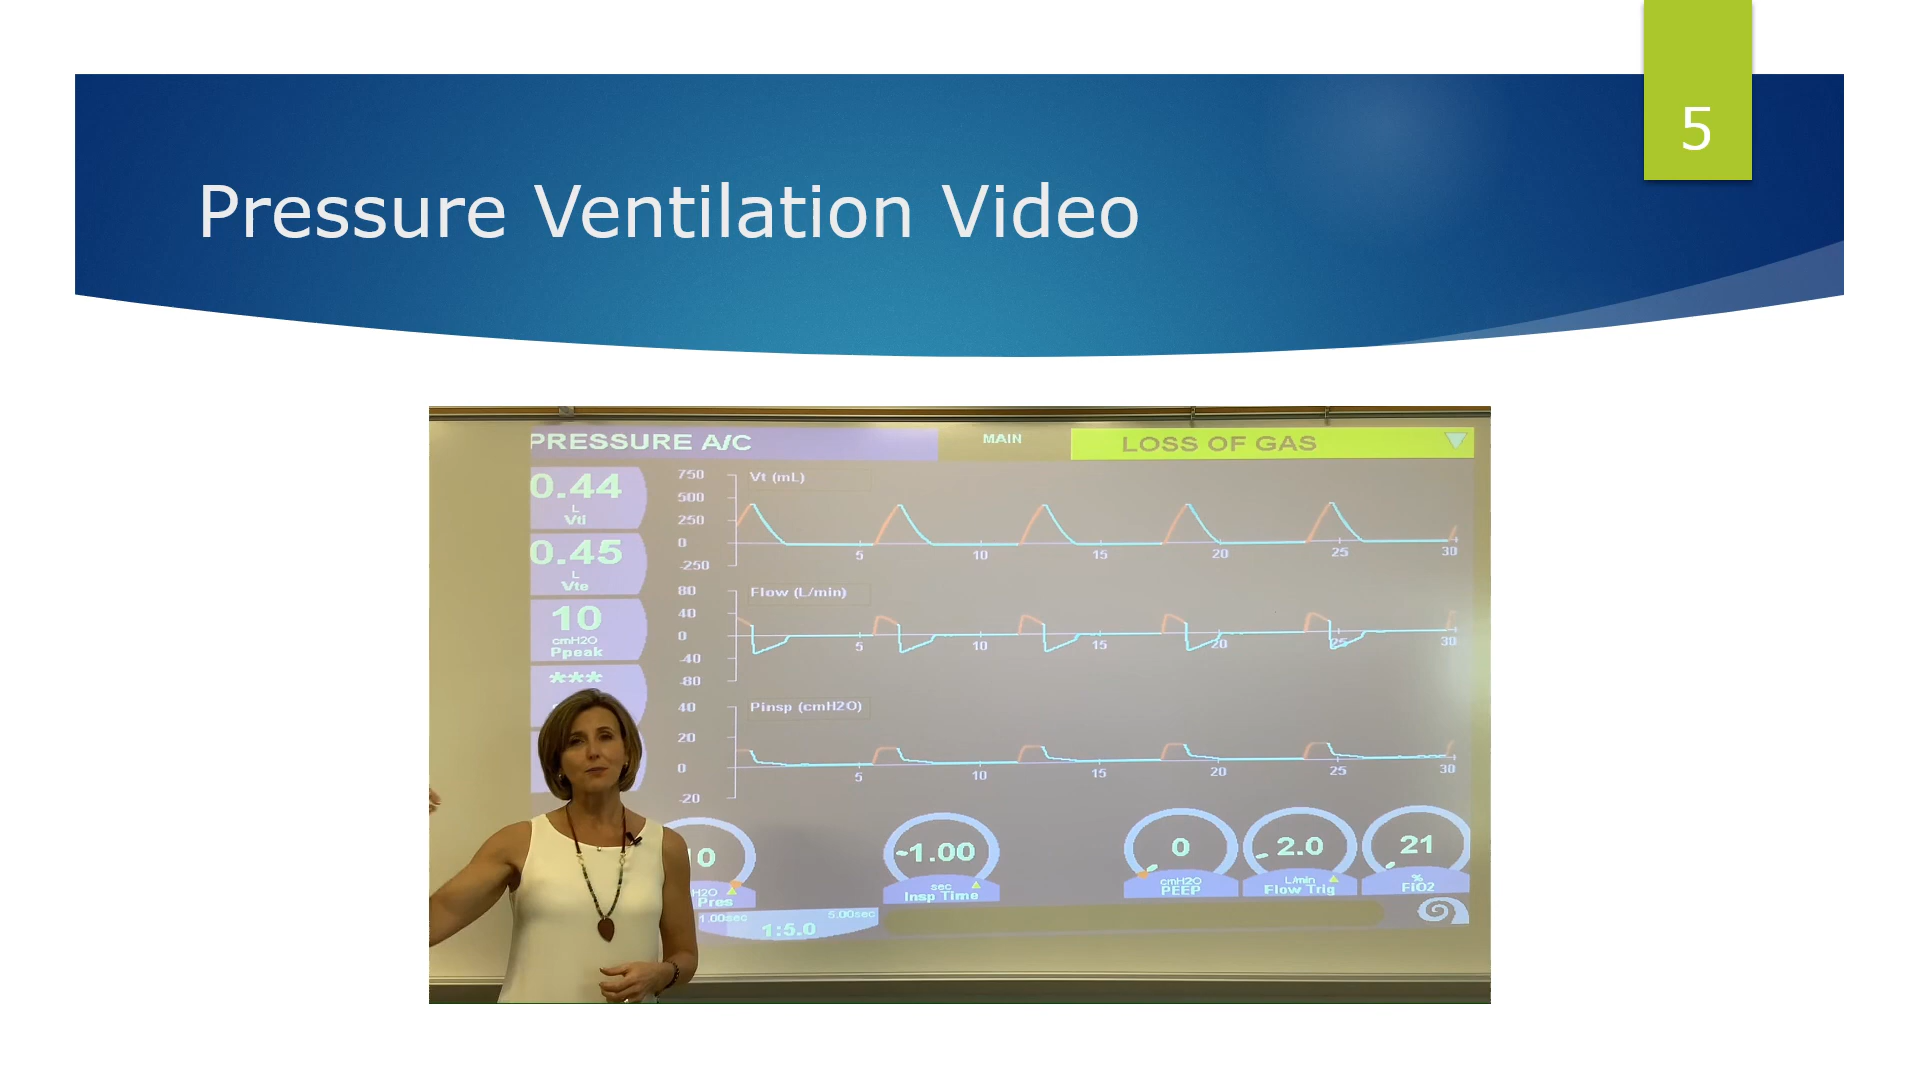 5
Pressure Ventilation Video
PRESSURE A/C
MAIN
LOSS OF GAS
0.44
L
Vti
0.45
L
Vte
10
cmH2O
Ppeak
***
750
500
250
0
-250
Vt (mL)
5 10 15 20 25 30
80
40
0
-40
-80
Flow (L/min)
5 10 15 20 25 30
40
20
0
-20
Pinsp (cmH2O)
5 10 15 20 25 30
H2O
Pres
1.00
sec
Insp Time
0
cmH2O
PEEP
2.0
L/min
Flow Trig
21
%
FIO2
1.00sec
5.00sec
1:5.0